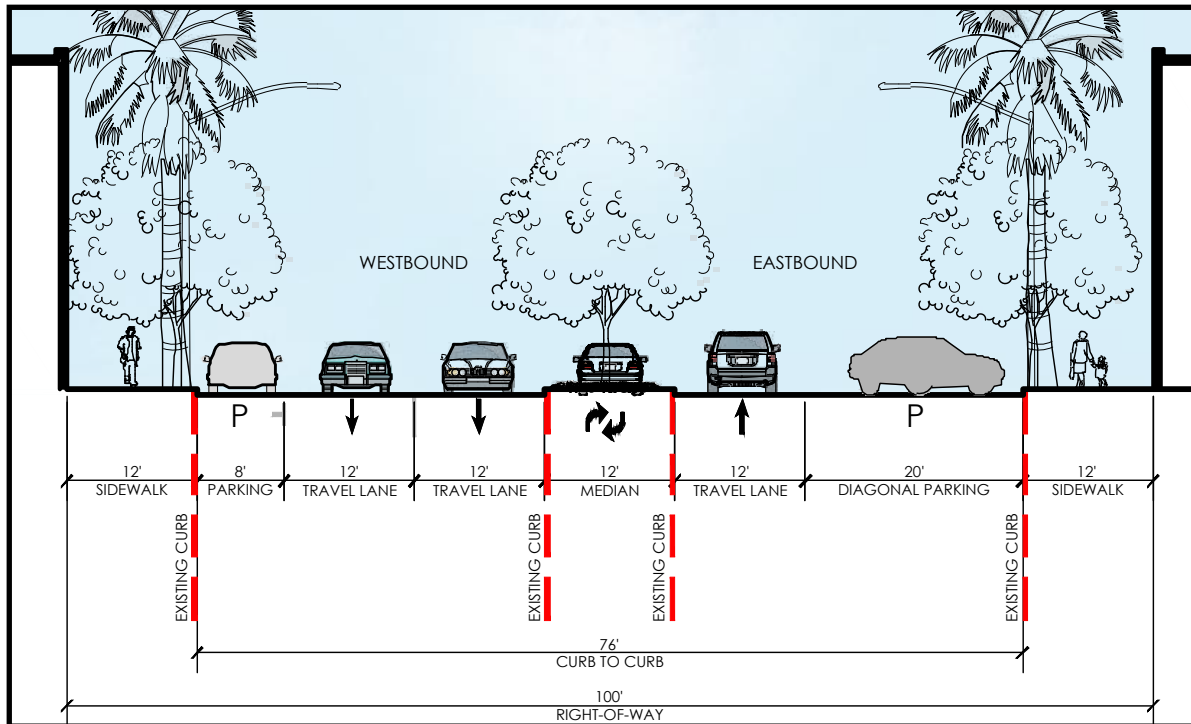 WESTBOUND
EASTBOUND
P
P
12'
8'
12'
12'
12'
12'
20'
12'
SIDEWALK
PARKING
TRAVEL LANE
TRAVEL LANE
MEDIAN
TRAVEL LANE
DIAGONAL PARKING
SIDEWALK
EXISTING CURB
EXISTING CURB
EXISTING CURB
EXISTING CURB
76'
CURB TO CURB
100'
RIGHT-OF-WAY